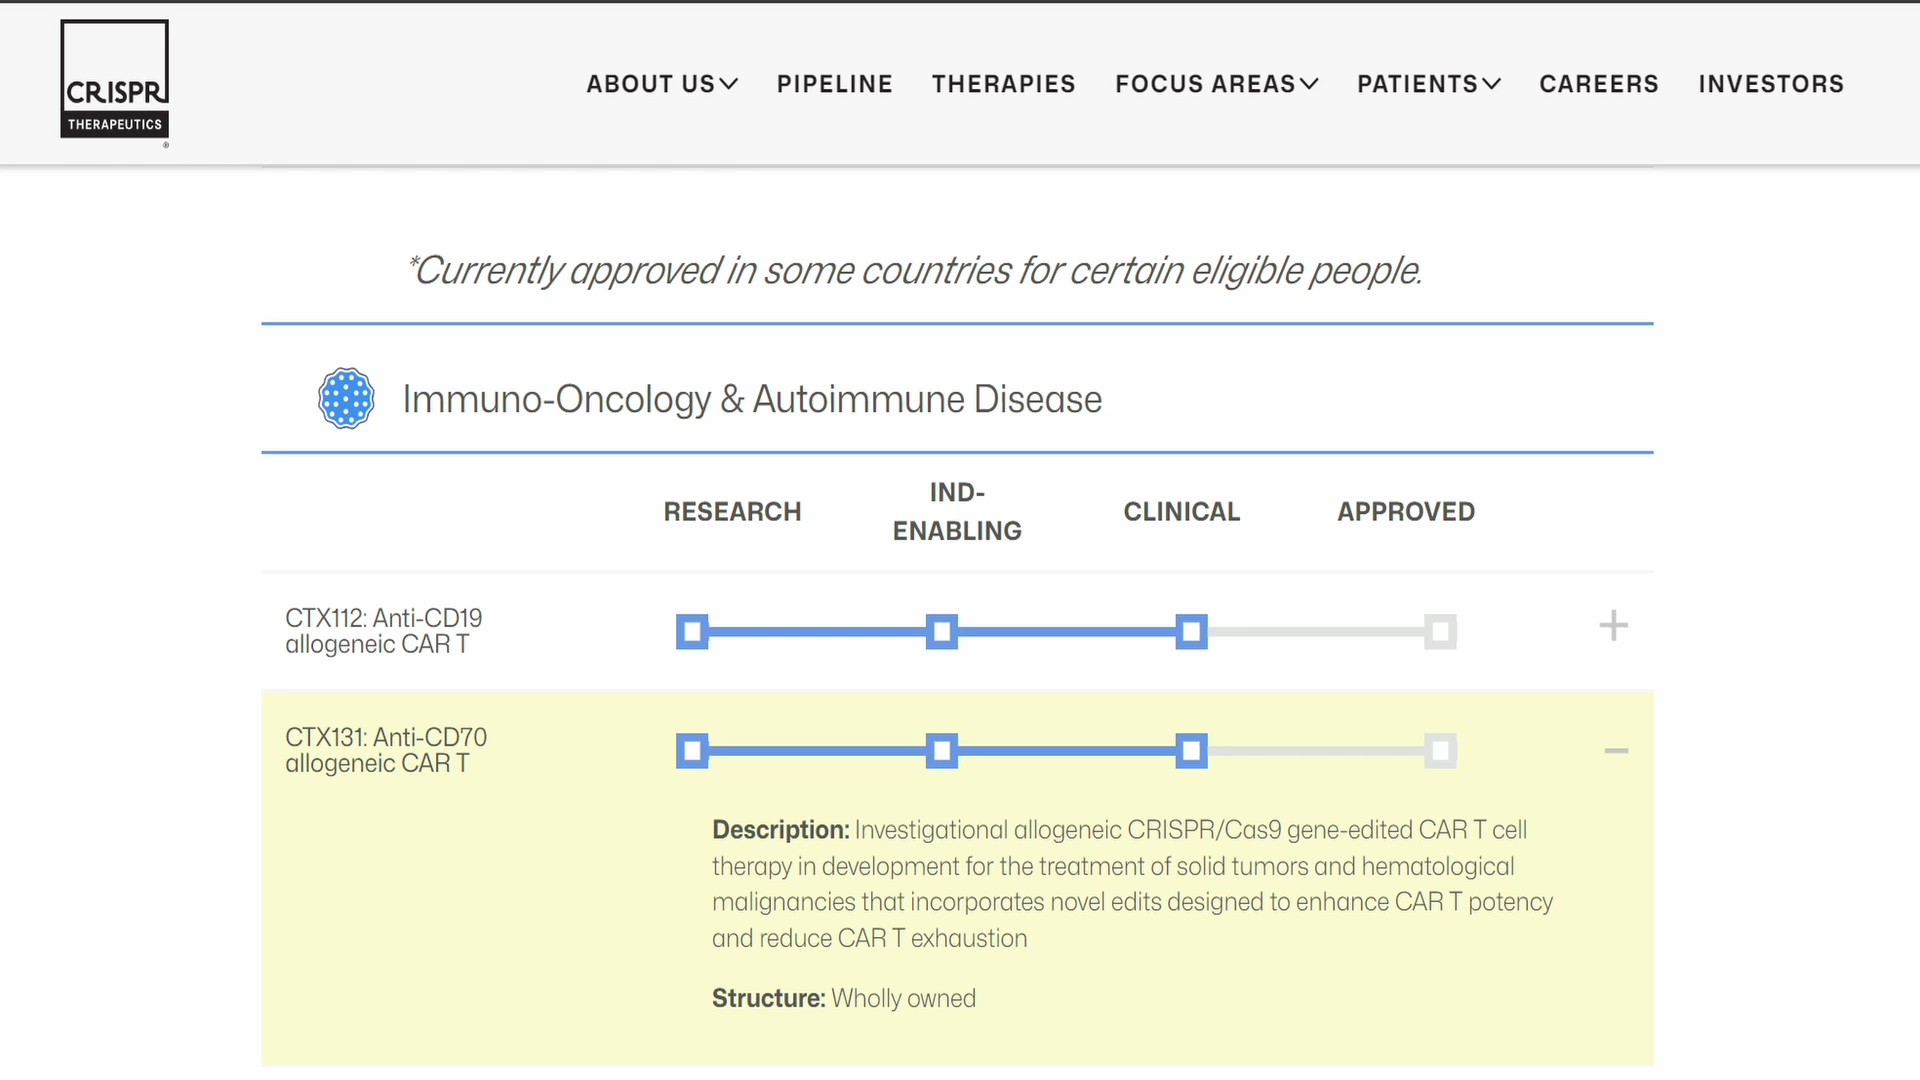 CRISPR
THERAPEUTICS
®
ABOUT US PIPELINE THERAPIES FOCUS AREAS PATIENTS CAREERS INVESTORS
*Currently approved in some countries for certain eligible people.
Immuno-Oncology & Autoimmune Disease
RESEARCH IND- CLINICAL APPROVED
ENABLING
CTX112: Anti-CD19
allogeneic CAR T
CTX131: Anti-CD70
allogeneic CAR T
Description: Investigational allogeneic CRISPR/Cas9 gene-edited CAR T cell
therapy in development for the treatment of solid tumors and hematological
malignancies that incorporates novel edits designed to enhance CAR T potency
and reduce CAR T exhaustion
Structure: Wholly owned